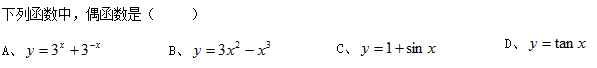 下列函数中，偶函数是（　　）
A、y = 3^x + 3^{-x}　B、y = 3x^2 − x^3　C、y = 1 + sin x　D、y = tan x